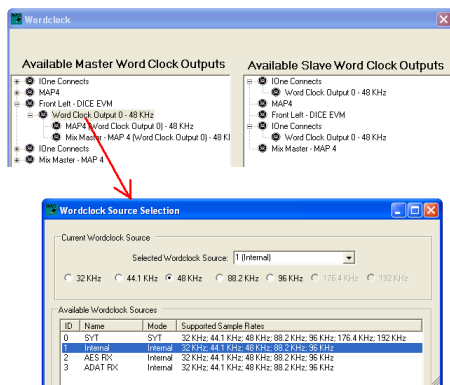 Wordclock
Available Master Word Clock Outputs
IOne Connects
MAP4
Front Left - DICE EVM
Word Clock Output 0 - 48 KHz
MAP4 (Word Clock Output 0) - 48 KHz
Mix Master - MAP 4 (Word Clock Output 0) - 48 KI
IOne Connects
Mix Master - MAP 4
Available Slave Word Clock Outputs
IOne Connects
Word Clock Output 0 - 48 KHz
MAP4
Front Left - DICE EVM
IOne Connects
Word Clock Output 0 - 48 KHz
Mix Master - MAP 4
Wordclock Source Selection
Current Wordclock Source
Selected Wordclock Source: 1 (Internal)
32 KHz 44.1 KHz 48 KHz 88.2 KHz 96 KHz 176.4 KHz 192 KHz
Available Wordclock Sources
ID Name Mode Supported Sample Rates
0 SYT SYT 32 KHz; 44.1 KHz; 48 KHz; 88.2 KHz; 96 KHz; 176.4 KHz; 192 KHz
1 Internal Internal 32 KHz; 44.1 KHz; 48 KHz; 88.2 KHz; 96 KHz
2 AES RX Internal 32 KHz; 44.1 KHz; 48 KHz; 88.2 KHz; 96 KHz
3 ADAT RX Internal 32 KHz; 44.1 KHz; 48 KHz; 88.2 KHz; 96 KHz